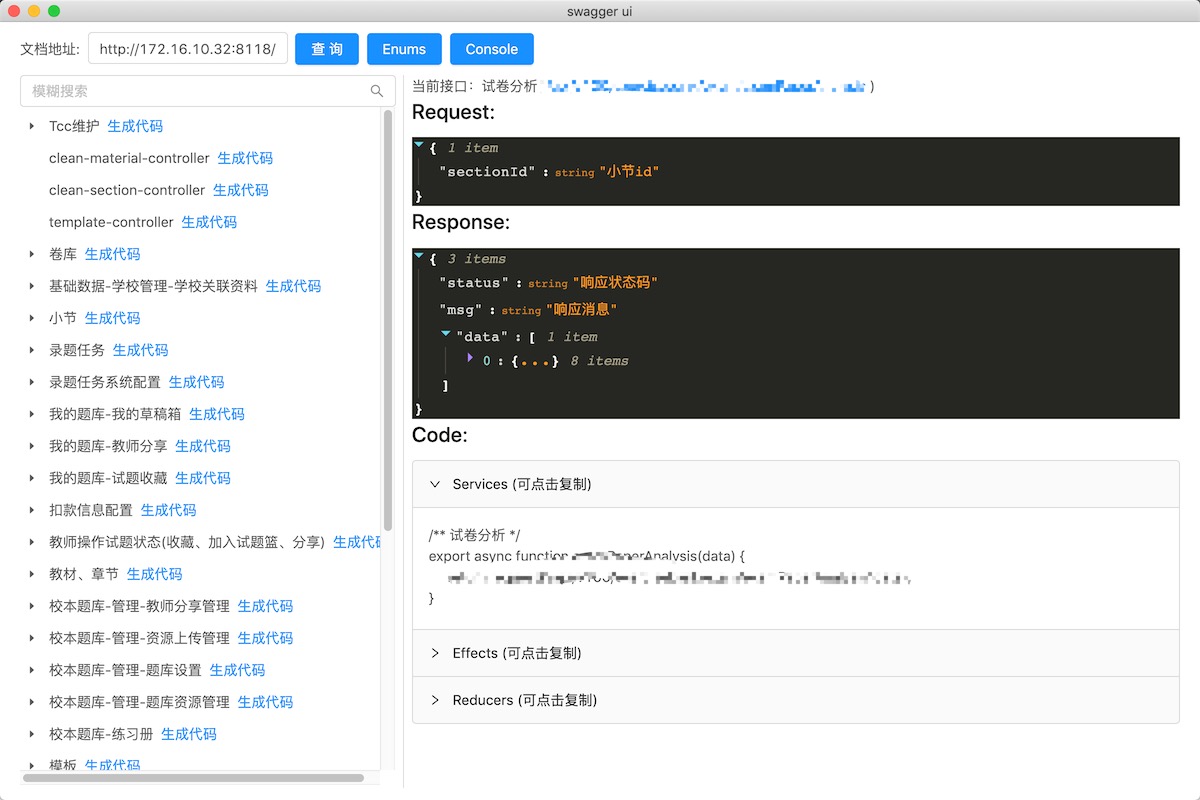 swagger ui
文档地址: http://172.16.10.32:8118/ 查 询 Enums Console
模糊搜索
Tcc维护 生成代码
clean-material-controller 生成代码
clean-section-controller 生成代码
template-controller 生成代码
卷库 生成代码
基础数据-学校管理-学校关联资料 生成代码
小节 生成代码
录题任务 生成代码
录题任务系统配置 生成代码
我的题库-我的草稿箱 生成代码
我的题库-教师分享 生成代码
我的题库-试题收藏 生成代码
扣款信息配置 生成代码
教师操作试题状态(收藏、加入试题篮、分享) 生成代码
教材、章节 生成代码
校本题库-管理-教师分享管理 生成代码
校本题库-管理-资源上传管理 生成代码
校本题库-管理-题库设置 生成代码
校本题库-管理-题库资源管理 生成代码
校本题库-练习册 生成代码
模板 生成代码
当前接口: 试卷分析 )
Request:
{ 1 item
"sectionId" : string "小节id"
}
Response:
{ 3 items
"status" : string "响应状态码"
"msg" : string "响应消息"
"data" : [ 1 item
0 : {...} 8 items
]
}
Code:
Services (可点击复制)
/** 试卷分析 */
export async function Analysis(data) {
}
Effects (可点击复制)
Reducers (可点击复制)